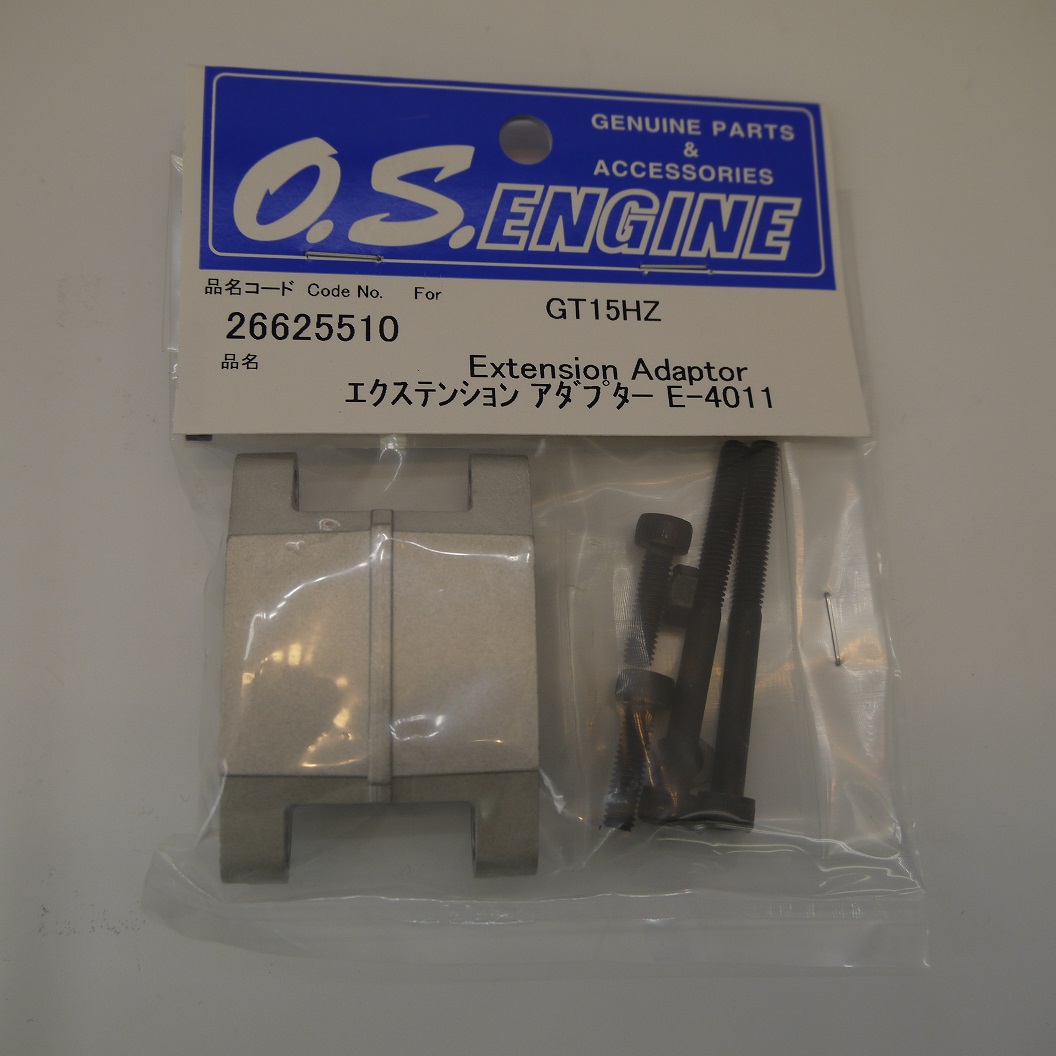 GENUINE PARTS
&
ACCESSORIES
O.S.ENGINE
品名コード Code No. For
GT15HZ
26625510
品名
Extension Adaptor
エクステンション アダプター E-4011